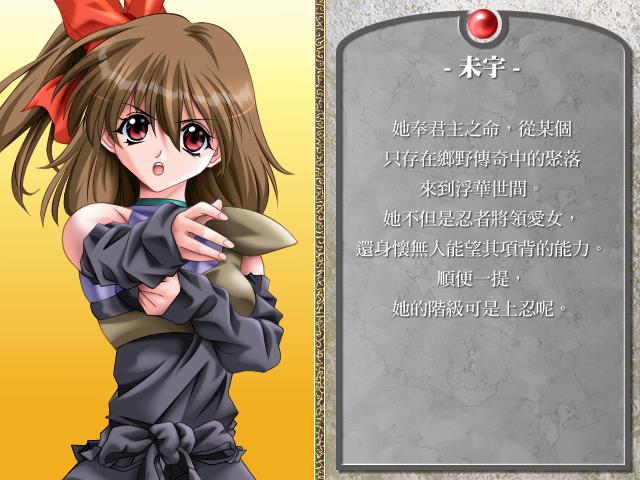 - 未宇 -
她奉君主之命，從某個
只存在鄉野傳奇中的聚落
來到浮華世間。
她不但是忍者將領愛女，
還身懷無人能望其項背的能力。
順便一提，
她的階級可是上忍呢。